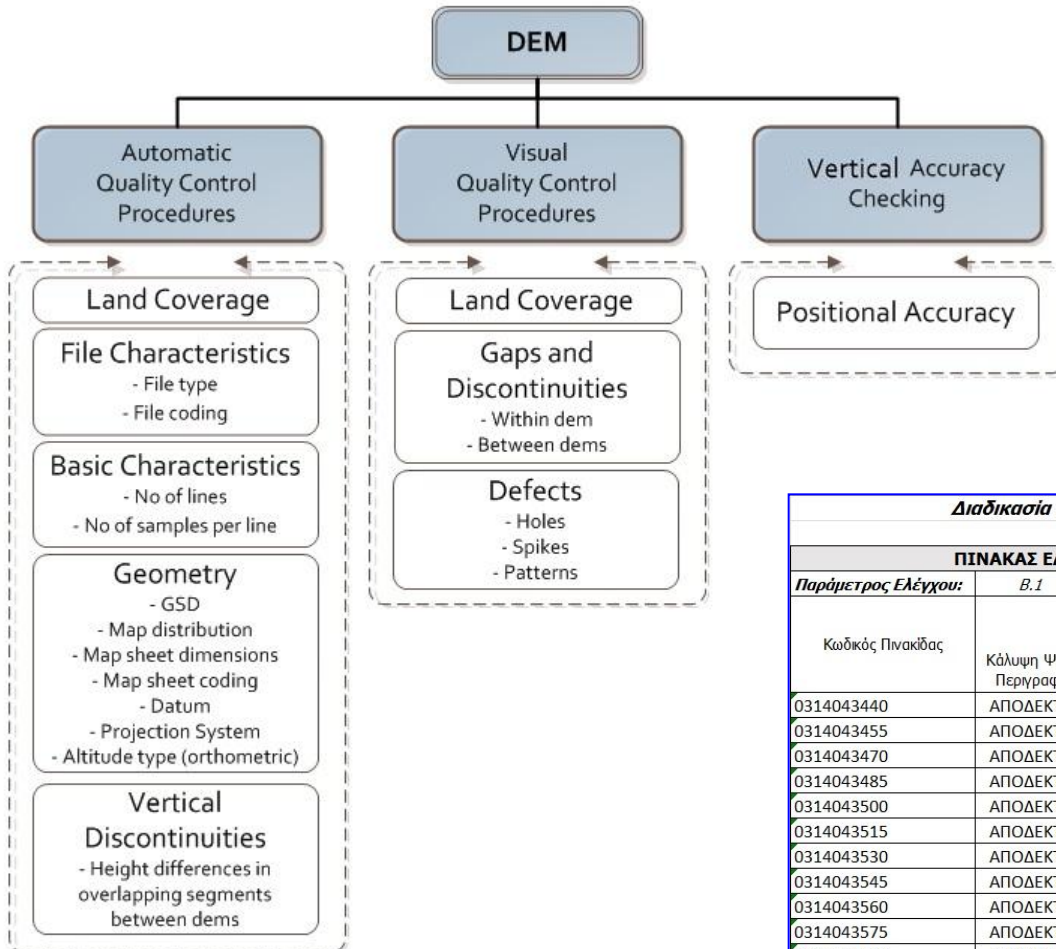 DEM
Automatic
Quality Control
Procedures
Land Coverage
File Characteristics
- File type
- File coding
Basic Characteristics
- No of lines
- No of samples per line
Geometry
- GSD
- Map distribution
- Map sheet dimensions
- Map sheet coding
- Datum
- Projection System
- Altitude type (orthometric)
Vertical
Discontinuities
- Height differences in
overlapping segments
between dems
Visual
Quality Control
Procedures
Land Coverage
Gaps and
Discontinuities
- Within dem
- Between dems
Defects
- Holes
- Spikes
- Patterns
Vertical Accuracy
Checking
Positional Accuracy
Διαδικασία
ΠΙΝΑΚΑΣ
Παράμετρος Ελέγχου: Β.1
Κωδικός Πινακίδας
Κάλυψη
0314043440
0314043455
0314043470
0314043485
0314043500
0314043515
0314043530
0314043545
0314043560
0314043575